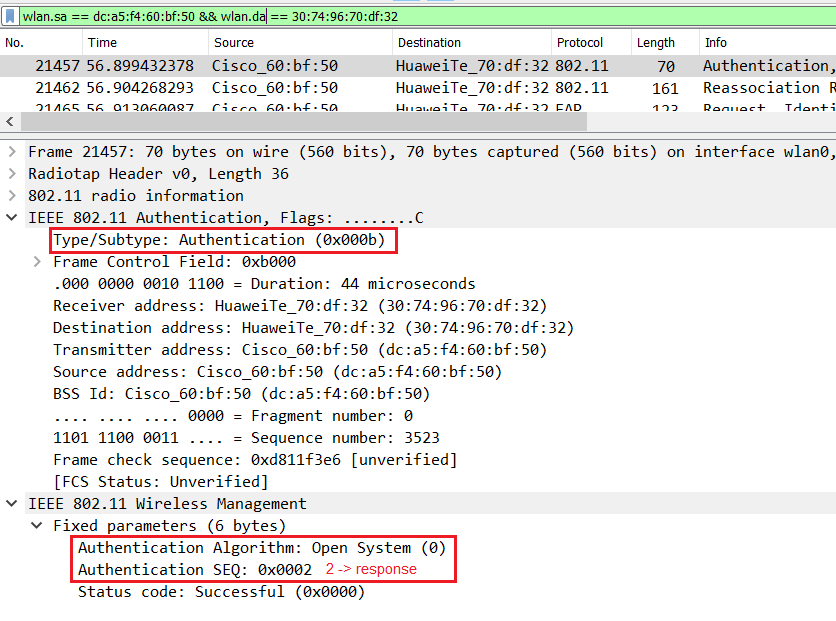 wlan.sa == dc:a5:f4:60:bf:50 && wlan.da == 30:74:96:70:df:32
No. Time Source Destination Protocol Length Info
21457 56.899432378 Cisco_60:bf:50 HuaweiTe_70:df:32 802.11 70 Authentication,
21462 56.904268293 Cisco_60:bf:50 HuaweiTe_70:df:32 802.11 161 Reassociation R
21465 56.913060087 Cisco_60:bf:50 HuaweiTe_70:df:32 EAP 123 Request, Identi
Frame 21457: 70 bytes on wire (560 bits), 70 bytes captured (560 bits) on interface wlan0,
Radiotap Header v0, Length 36
802.11 radio information
IEEE 802.11 Authentication, Flags: ........C
Type/Subtype: Authentication (0x000b)
Frame Control Field: 0xb000
.000 0000 0010 1100 = Duration: 44 microseconds
Receiver address: HuaweiTe_70:df:32 (30:74:96:70:df:32)
Destination address: HuaweiTe_70:df:32 (30:74:96:70:df:32)
Transmitter address: Cisco_60:bf:50 (dc:a5:f4:60:bf:50)
Source address: Cisco_60:bf:50 (dc:a5:f4:60:bf:50)
BSS Id: Cisco_60:bf:50 (dc:a5:f4:60:bf:50)
.... .... .... 0000 = Fragment number: 0
1101 1100 0011 .... = Sequence number: 3523
Frame check sequence: 0xd811f3e6 [unverified]
[FCS Status: Unverified]
IEEE 802.11 Wireless Management
Fixed parameters (6 bytes)
Authentication Algorithm: Open System (0)
Authentication SEQ: 0x0002 2 -> response
Status code: Successful (0x0000)